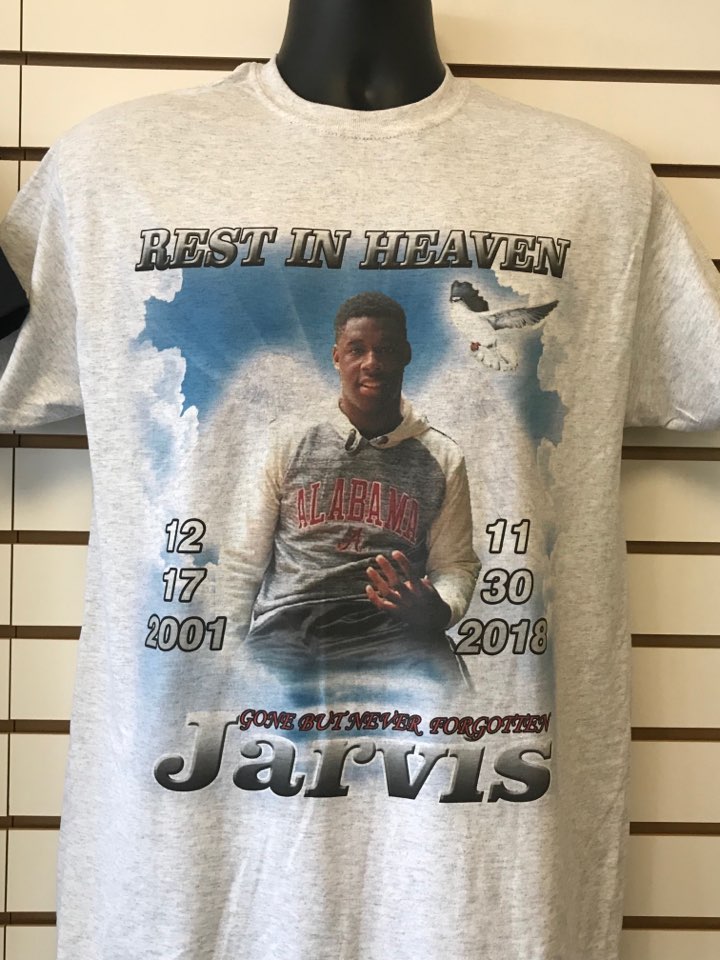 REST IN HEAVEN
ALABAMA
A
12
17
2001
11
30
2018
GONE BUT NEVER FORGOTTEN
Jarvis